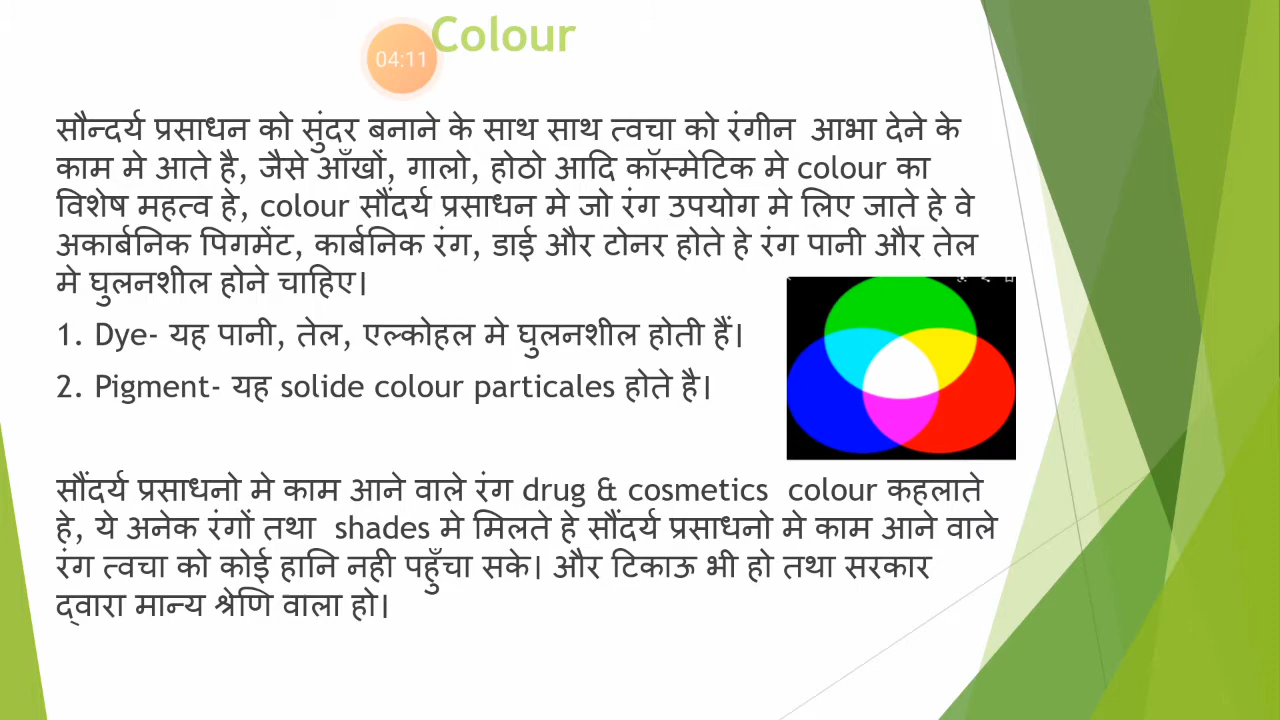 Colour
04:11
सौन्दर्य प्रसाधन को सुंदर बनाने के साथ साथ त्वचा को रंगीन आभा देने के
काम मे आते है, जैसे आँखों, गालो, होठो आदि कॉस्मेटिक मे colour का
विशेष महत्व हे, colour सौंदर्य प्रसाधन मे जो रंग उपयोग मे लिए जाते हे वे
अकार्बनिक पिगमेंट, कार्बनिक रंग, डाई और टोनर होते हे रंग पानी और तेल
मे घुलनशील होने चाहिए।
1. Dye- यह पानी, तेल, एल्कोहल मे घुलनशील होती हैं।
2. Pigment- यह solide colour particales होते है।
सौंदर्य प्रसाधनो मे काम आने वाले रंग drug & cosmetics colour कहलाते
हे, ये अनेक रंगों तथा shades मे मिलते हे सौंदर्य प्रसाधनो मे काम आने वाले
रंग त्वचा को कोई हानि नही पहुँचा सके। और टिकाऊ भी हो तथा सरकार
द्वारा मान्य श्रेणि वाला हो।